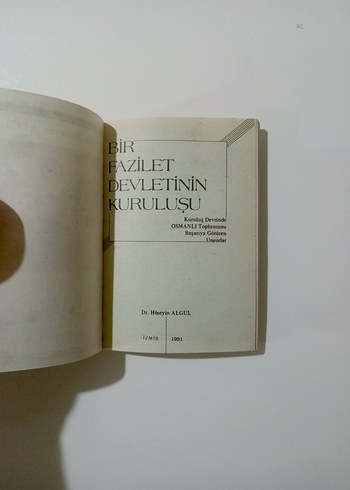 BİR
FAZİLET
DEVLETİNİN
KURULUŞU
Kuruluş Devrinde
OSMANLI Toplumunu
Başarıya Götüren
Unsurlar
Dr. Hüseyin ALGÜL
İZMİR 1991